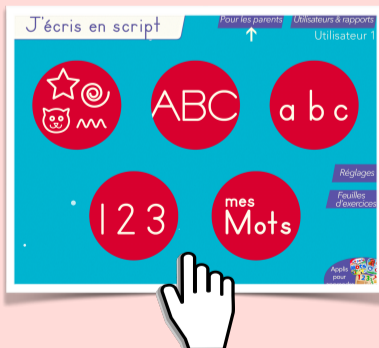 J'écris en script
Pour les parents
Utilisateurs & rapports
Utilisateur 1
ABC
a b c
Réglages
Feuilles
d'exercices
1 2 3
mes
Mots
Applis
pour